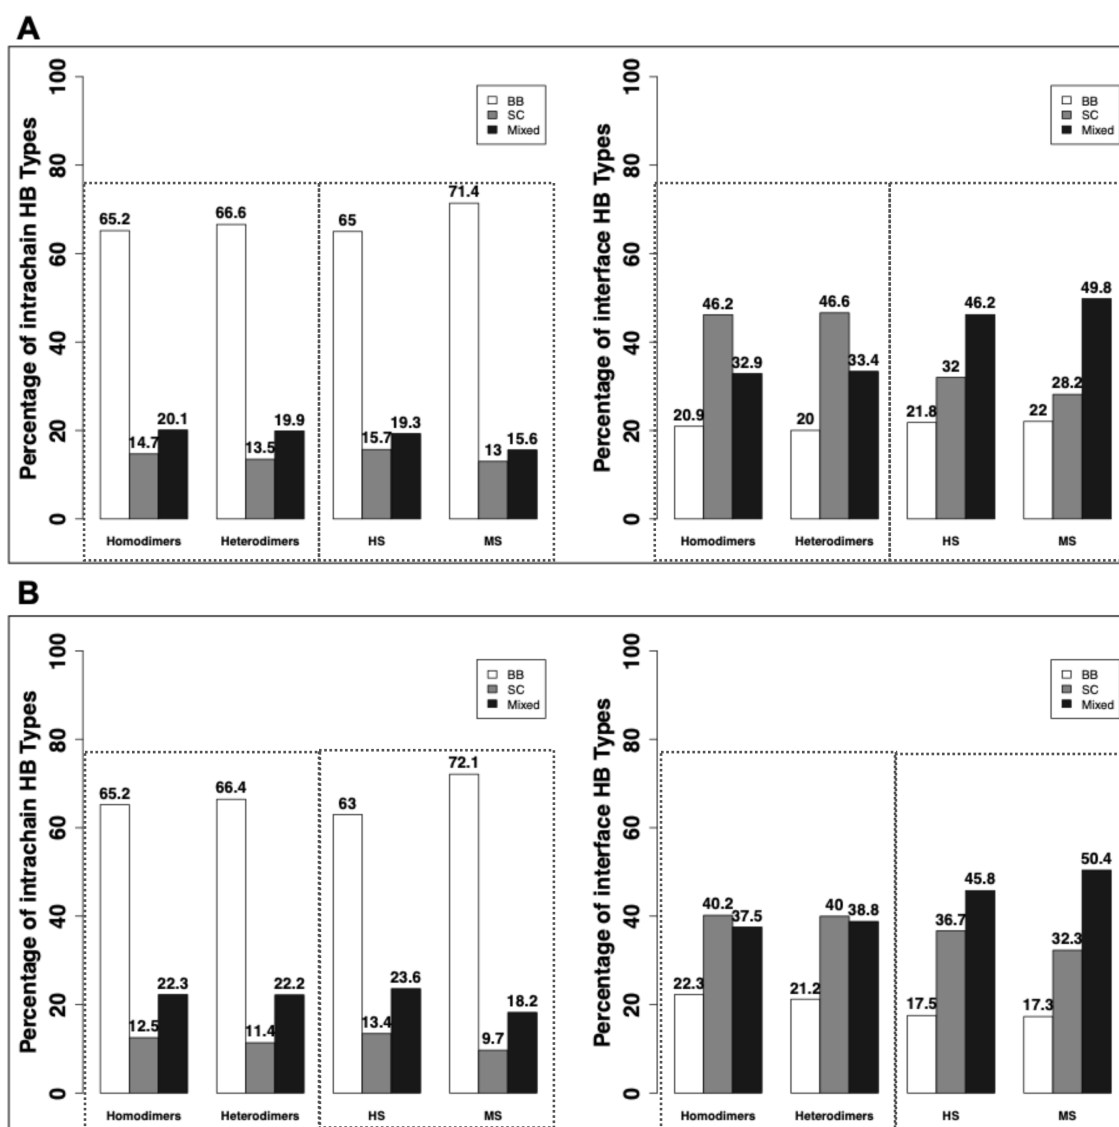 A
Percentage of intrachain HB Types
100
80
60
40
20
0
BB
SC
Mixed
65.2
14.7
20.1
66.6
13.5
19.9
65
15.7
19.3
71.4
13
15.6
Homodimers
Heterodimers
HS
MS
Percentage of interface HB Types
100
80
60
40
20
0
BB
SC
Mixed
20.9
46.2
32.9
20
46.6
33.4
21.8
32
46.2
22
28.2
49.8
Homodimers
Heterodimers
HS
MS
B
Percentage of intrachain HB Types
100
80
60
40
20
0
BB
SC
Mixed
65.2
12.5
22.3
66.4
11.4
22.2
63
13.4
23.6
72.1
9.7
18.2
Homodimers
Heterodimers
HS
MS
Percentage of interface HB Types
100
80
60
40
20
0
BB
SC
Mixed
22.3
40.2
37.5
21.2
40
38.8
17.5
36.7
45.8
17.3
32.3
50.4
Homodimers
Heterodimers
HS
MS